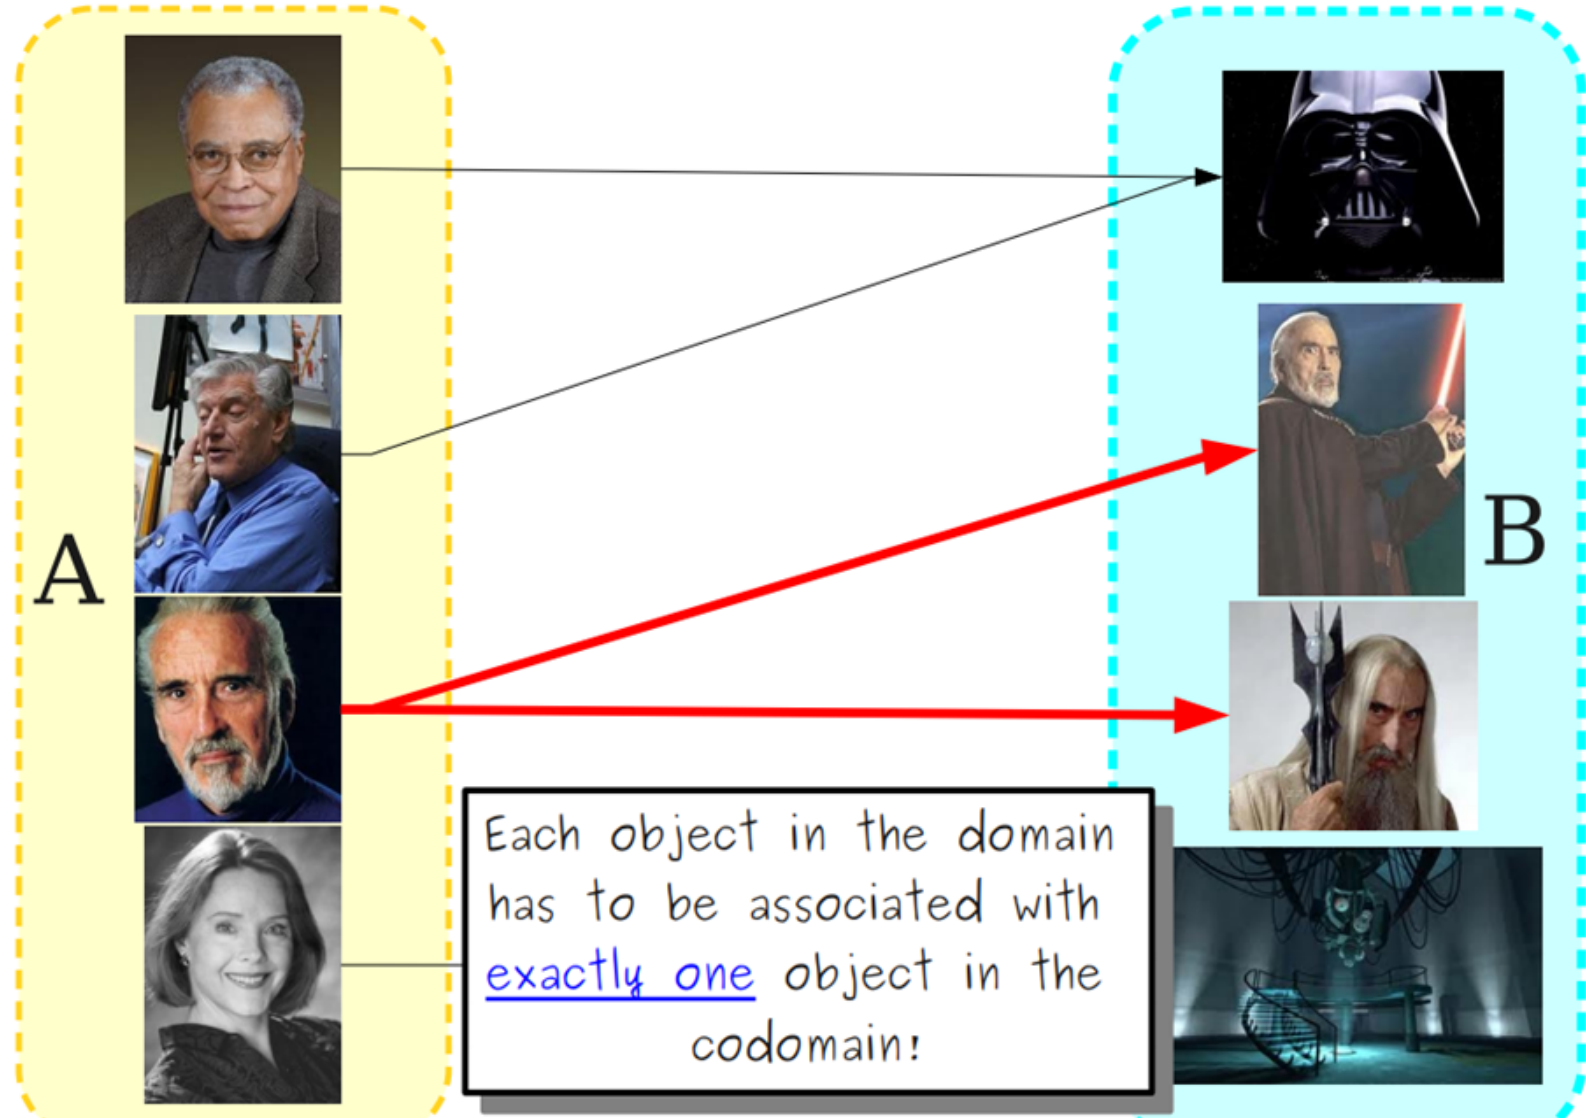 A
B
Each object in the domain
has to be associated with
exactly one object in the
codomain!